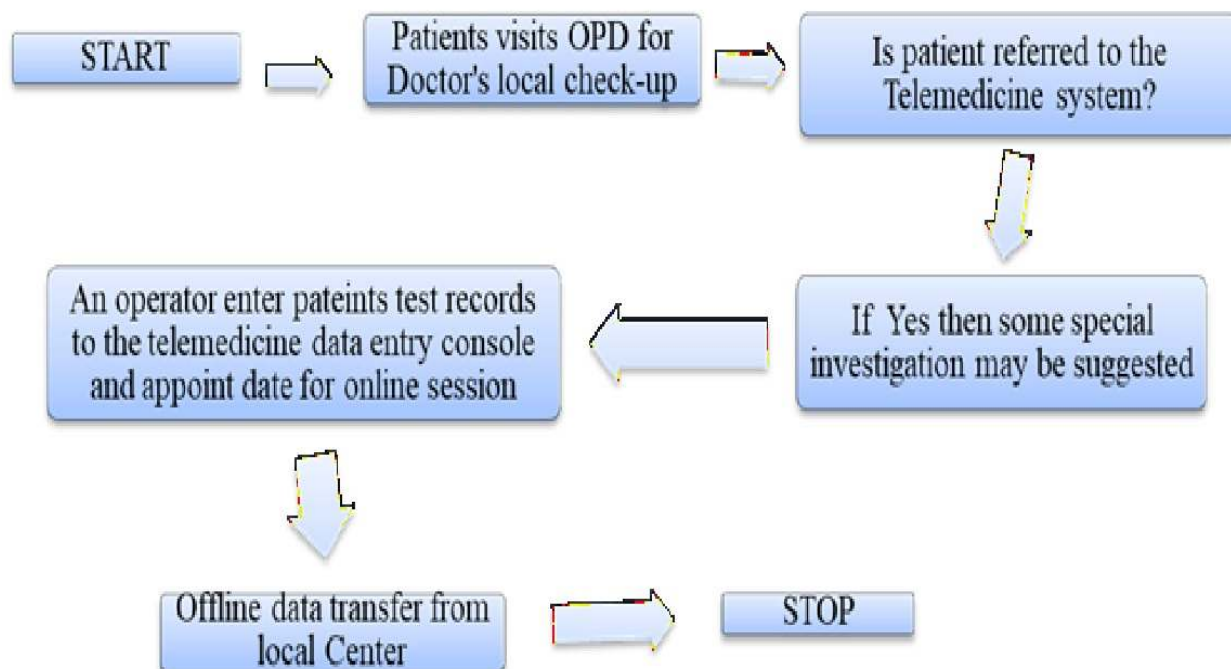 START
Patients visits OPD for
Doctor's local check-up
Is patient referred to the
Telemedicine system?
If Yes then some special
investigation may be suggested
An operator enter pateints test records
to the telemedicine data entry console
and appoint date for online session
Offline data transfer from
local Center
STOP